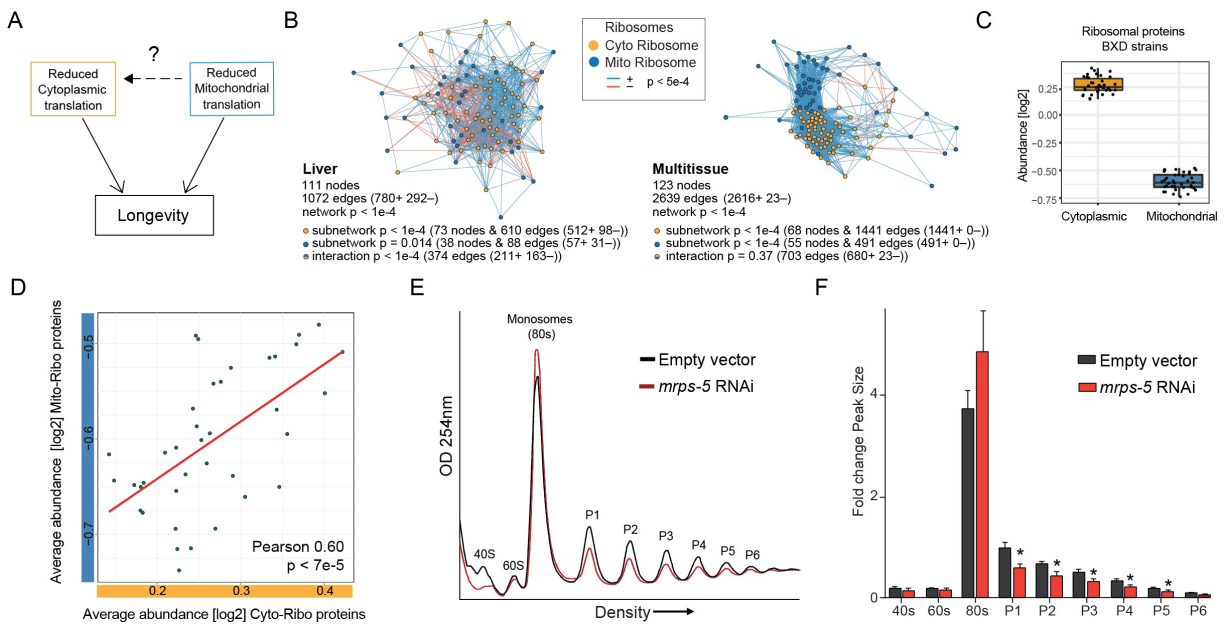 A
Reduced
Cytoplasmic
translation
?
Reduced
Mitochondrial
translation
Longevity
B
Ribosomes
Cyto Ribosome
Mito Ribosome
+
–
p < 5e-4
Liver
111 nodes
1072 edges (780+ 292–)
network p < 1e-4
subnetwork p < 1e-4 (73 nodes & 610 edges (512+ 98–))
subnetwork p = 0.014 (38 nodes & 88 edges (57+ 31–))
interaction p < 1e-4 (374 edges (211+ 163–))
Multitissue
123 nodes
2639 edges (2616+ 23–)
network p < 1e-4
subnetwork p < 1e-4 (68 nodes & 1441 edges (1441+ 0–))
subnetwork p < 1e-4 (55 nodes & 491 edges (491+ 0–))
interaction p = 0.37 (703 edges (680+ 23–))
C
Ribosomal proteins
BXD strains
Abundance [log2]
0.25
0.00
−0.50
−0.75
Cytoplasmic
Mitochondrial
D
Average abundance [log2] Mito-Ribo proteins
−0.5
−0.6
−0.7
Pearson 0.60
p < 7e-5
0.2
0.3
0.4
Average abundance [log2] Cyto-Ribo proteins
E
Monosomes
(80s)
Empty vector
mrps-5 RNAi
OD 254nm
40S
60S
P1
P2
P3
P4
P5
P6
Density
F
Fold change Peak Size
4
2
0
Empty vector
mrps-5 RNAi
*
*
*
*
*
40s
60s
80s
P1
P2
P3
P4
P5
P6